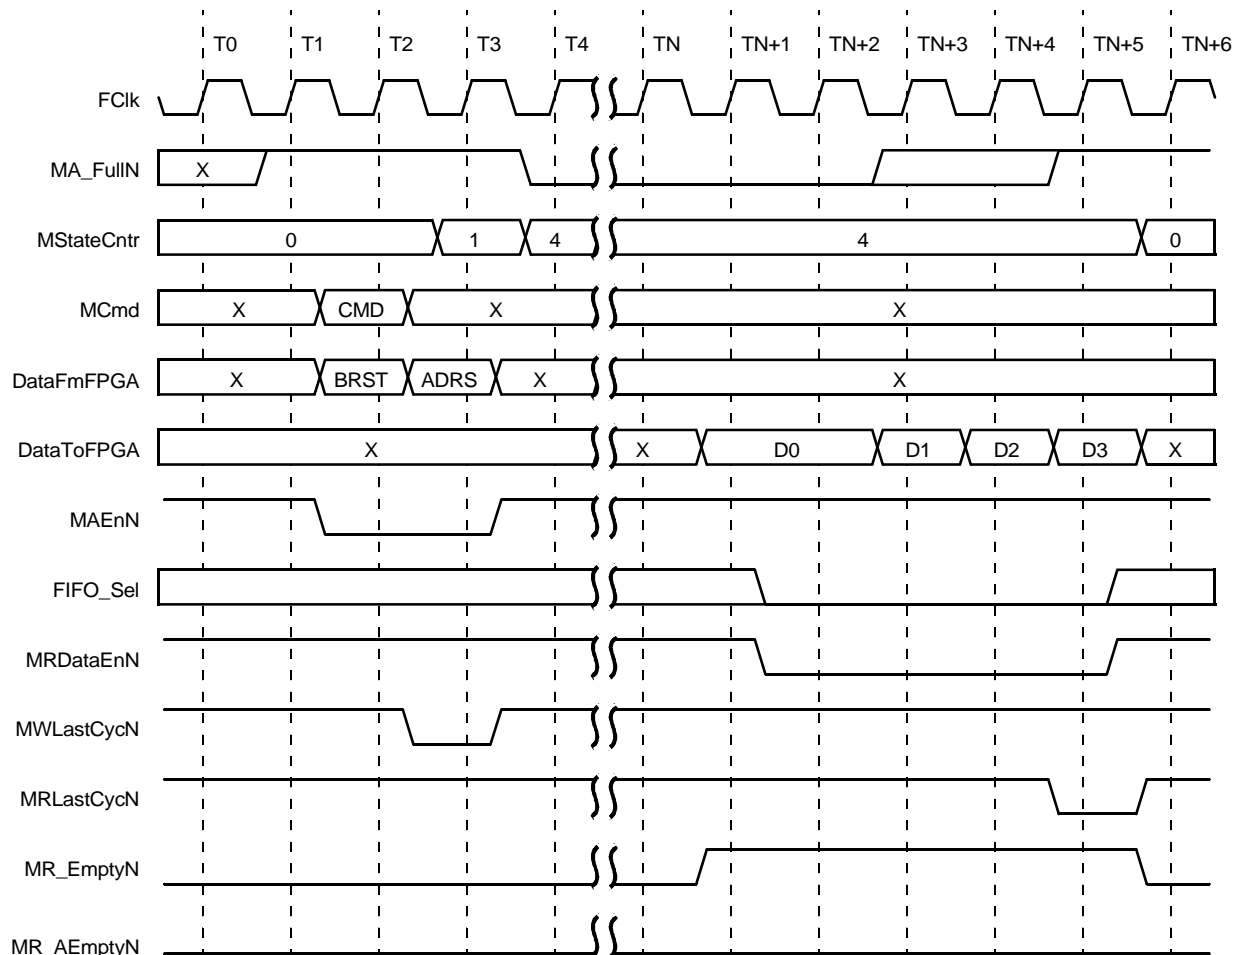 T0 T1 T2 T3 T4 TN TN+1 TN+2 TN+3 TN+4 TN+5 TN+6
FClk
MA_FullN X
MStateCntr 0 1 4 4 0
MCmd X CMD X X
DataFmFPGA X BRST ADRS X X
DataToFPGA X X D0 D1 D2 D3 X
MAEnN
FIFO_Sel
MRDataEnN
MWLastCycN
MRLastCycN
MR_EmptyN
MR_AEmptyN